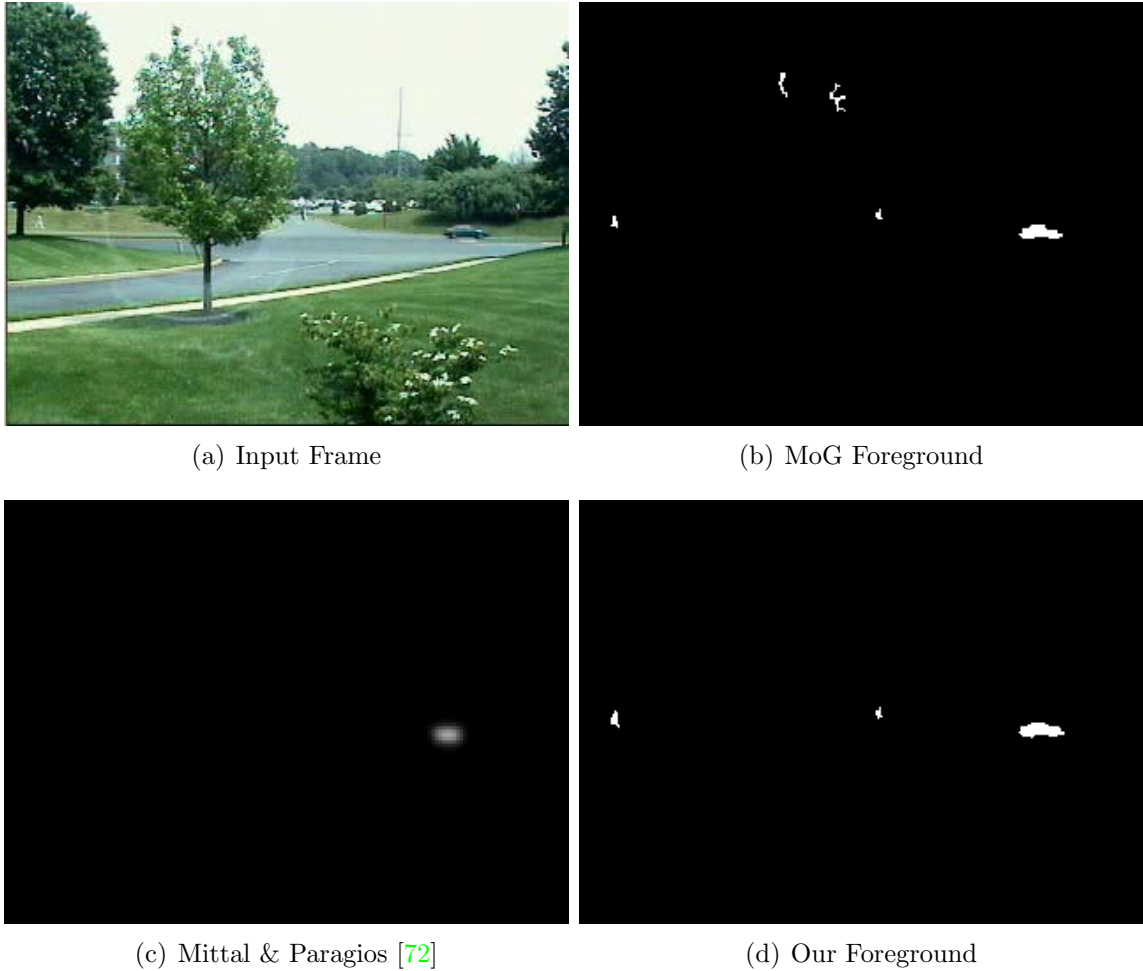 (a) Input Frame
(b) MoG Foreground
(c) Mittal & Paragios [72]
(d) Our Foreground